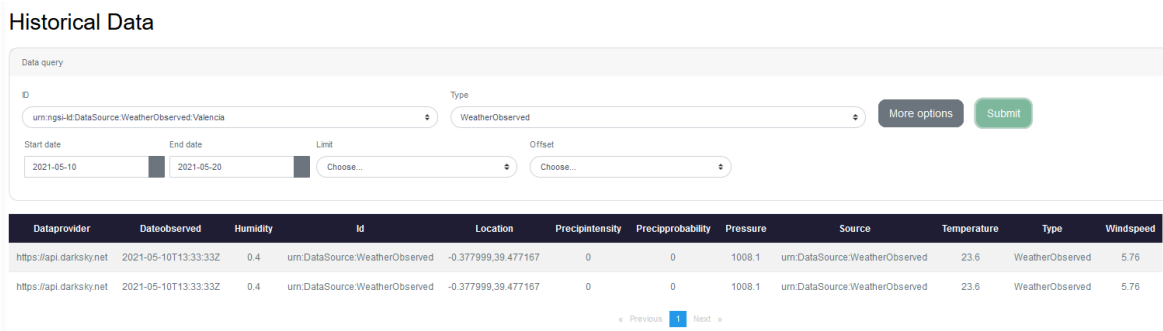 Historical Data
Data query
ID Type
urn:ngsi-ld:DataSource:WeatherObserved:Valencia WeatherObserved More options Submit
Start date End date Limit Offset
2021-05-10 2021-05-20 Choose... Choose...
Dataprovider Dateobserved Humidity Id Location Precipintensity Precipprobability Pressure Source Temperature Type Windspeed
https://api.darksky.net 2021-05-10T13:33:33Z 0.4 urn:DataSource:WeatherObserved -0.377999,39.477167 0 0 1008.1 urn:DataSource:WeatherObserved 23.6 WeatherObserved 5.76
https://api.darksky.net 2021-05-10T13:33:33Z 0.4 urn:DataSource:WeatherObserved -0.377999,39.477167 0 0 1008.1 urn:DataSource:WeatherObserved 23.6 WeatherObserved 5.76
« Previous 1 Next »